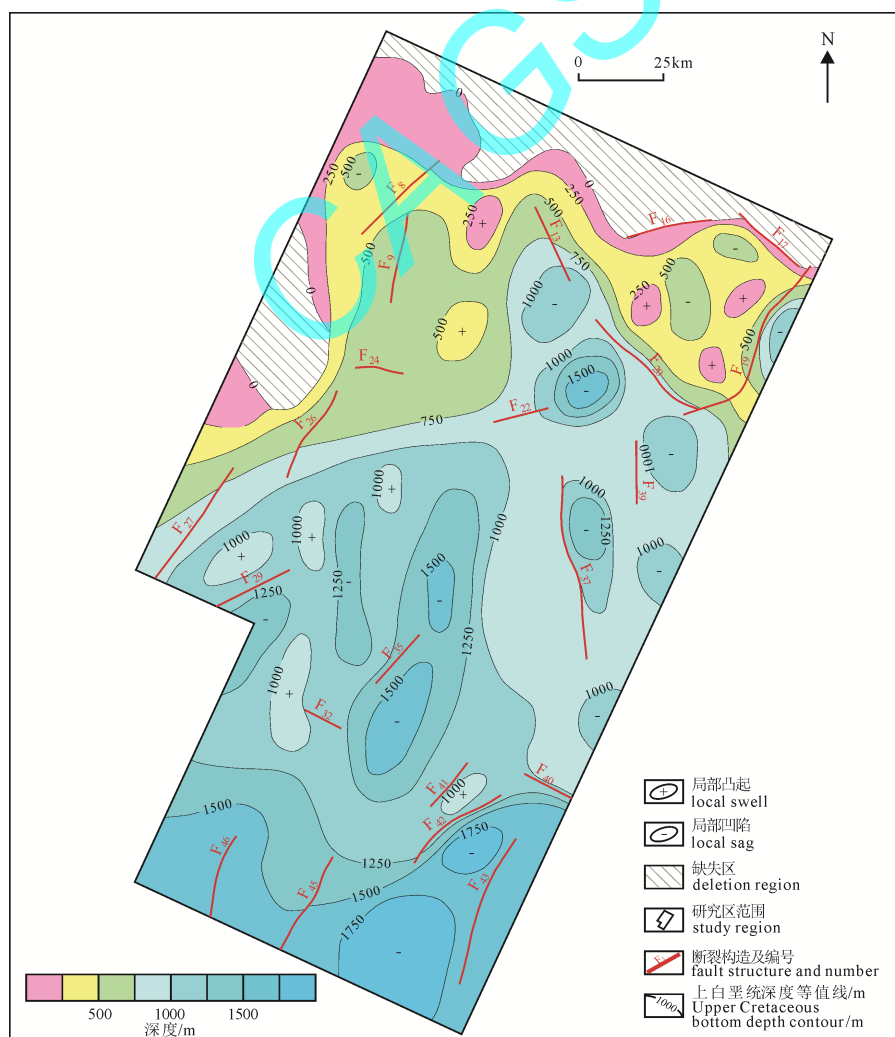 CAGS
N
0 25km
0
250
500
F8
250
0
250
500
F16
F17
F13
500
F9
750
0
1000
250
500
500
500
F19
1000
F20
F24
1500
0
F26
750
F22
1000
F39
1000
1000
F27
1000
1000
1000
1250
1500
1250
F29
1250
1000
F37
1250
F35
1000
1500
1000
F32
F41
1000
F40
1500
F42
1750
F46
1250
F45
1500
F43
1750
局部凸起
local swell
局部凹陷
local sag
缺失区
deletion region
研究区范围
study region
断裂构造及编号
fault structure and number
1000
上白垩统深度等值线/m
Upper Cretaceous
bottom depth contour/m
500 1000 1500
深度/m